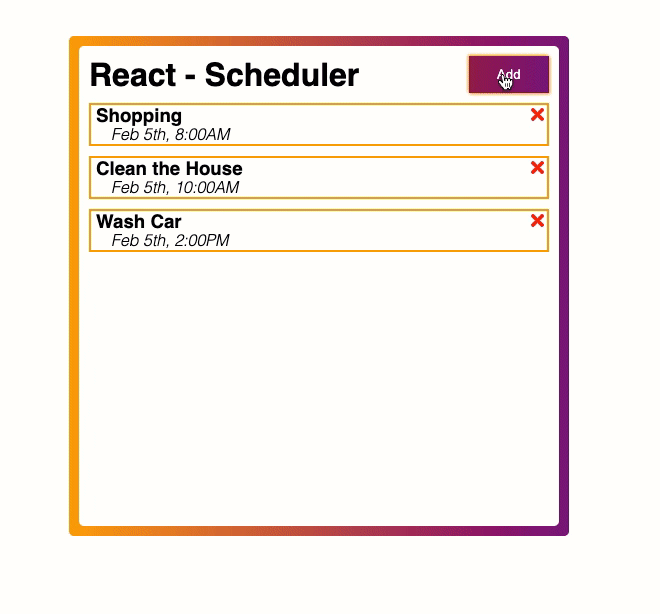 React - Scheduler
Add
Shopping
Feb 5th, 8:00AM
Clean the House
Feb 5th, 10:00AM
Wash Car
Feb 5th, 2:00PM